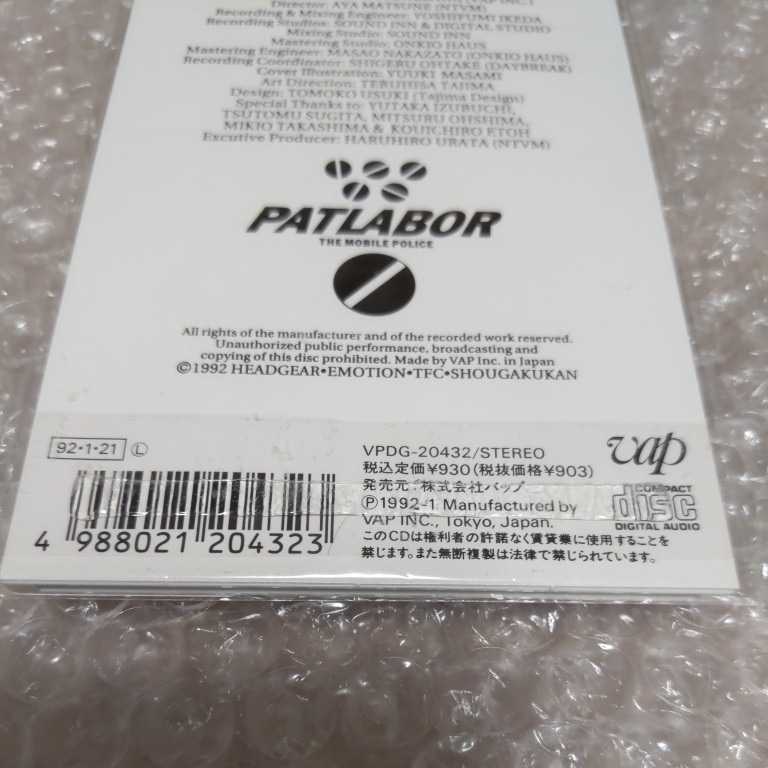 Director: AYA MATSUNE (NTVM)
Recording & Mixing Engineer: YOSHIFUMI IKEDA
Recording Studios: SOUND INN & DIGITAL STUDIO
Mixing Studio: SOUND INN
Mastering Studio: ONKIO HAUS
Mastering Engineer: MASAO NAKAZATO (ONKIO HAUS)
Recording Coordinator: SHIGERU OHTAKE (DAYBREAK)
Cover Illustration: YUUKI MASAMI
Art Direction: TERUHISA TAJIMA
Design: TOMOKO USUKI (Tajima Design)
Special Thanks to: YUTAKA IZUBUCHI,
TSUTOMU SUGITA, MITSURU OHSHIMA,
MIKIO TAKASHIMA & KOUICHIRO ETOH
Excutive Producer: HARUHIRO URATA (NTVM)
PATLABOR
THE MOBILE POLICE
All rights of the manufacturer and of the recorded work reserved.
Unauthorized public performance, broadcasting and
copying of this disc prohibited. Made by VAP Inc. in Japan
©1992 HEADGEAR•EMOTION•TFC•SHOUGAKUKAN
92・1・21 Ⓛ
VPDG-20432/STEREO
税込定価¥930(税抜価格¥903)
発売元:株式会社バップ
Ⓟ1992-1 Manufactured by
VAP INC., Tokyo, Japan.
このCDは権利者の許諾なく賃貸業に使用することを
禁じます。また無断複製は法律で禁じられています。
vap
COMPACT
disc
DIGITAL AUDIO
4 988021 204323